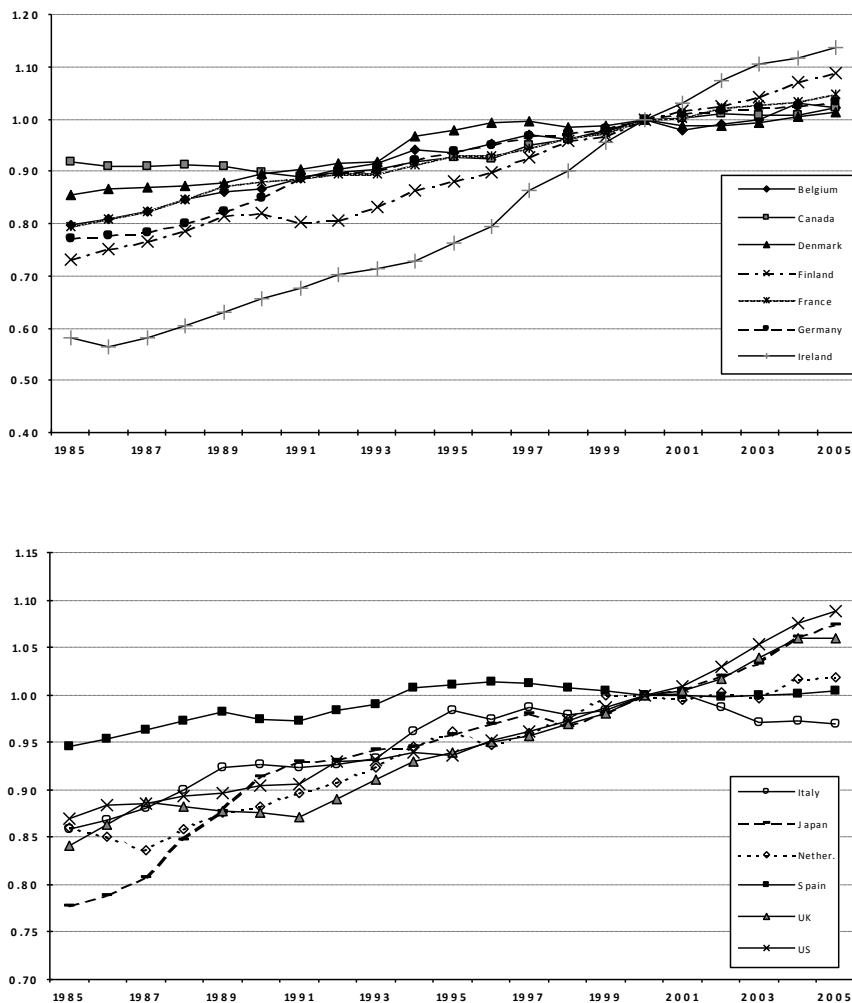 1.20
1.10
1.00
0.90
0.80
0.70
0.60
0.50
0.40
Belgium
Canada
Denmark
Finland
France
Germany
Ireland
1985 1987 1989 1991 1993 1995 1997 1999 2001 2003 2005
1.15
1.10
1.05
1.00
0.95
0.90
0.85
0.80
0.75
0.70
Italy
Japan
Nether.
Spain
UK
US
1985 1987 1989 1991 1993 1995 1997 1999 2001 2003 2005